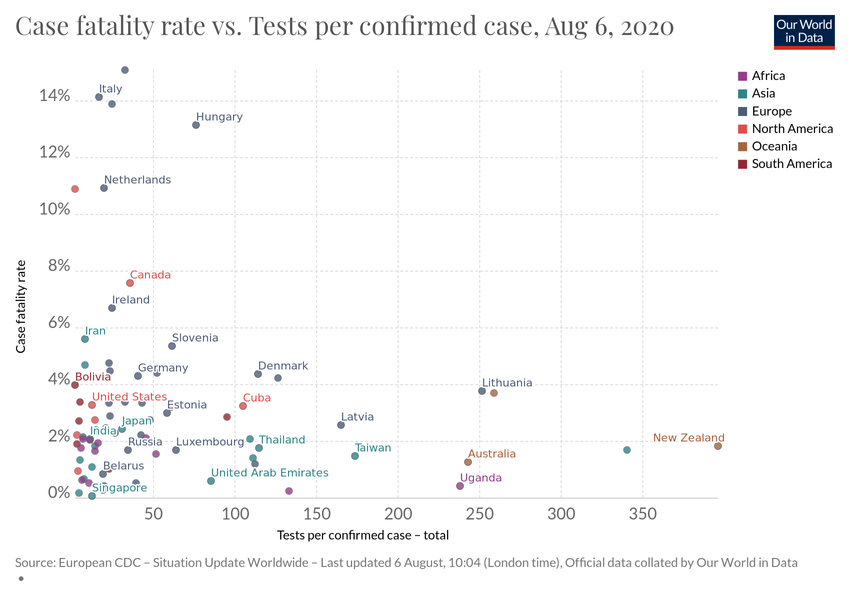 Case fatality rate vs. Tests per confirmed case, Aug 6, 2020
Our World
in Data
Africa
Asia
Europe
North America
Oceania
South America
Case fatality rate
14%
12%
10%
8%
6%
4%
2%
0%
Italy
Hungary
Netherlands
Canada
Ireland
Iran
Slovenia
Germany
Denmark
Bolivia
Lithuania
United States
Cuba
Estonia
Japan
Latvia
India
Russia
Luxembourg
Thailand
New Zealand
Taiwan
Australia
Belarus
United Arab Emirates
Uganda
Singapore
50
100
150
200
250
300
350
Tests per confirmed case – total
Source: European CDC – Situation Update Worldwide – Last updated 6 August, 10:04 (London time), Official data collated by Our World in Data
•